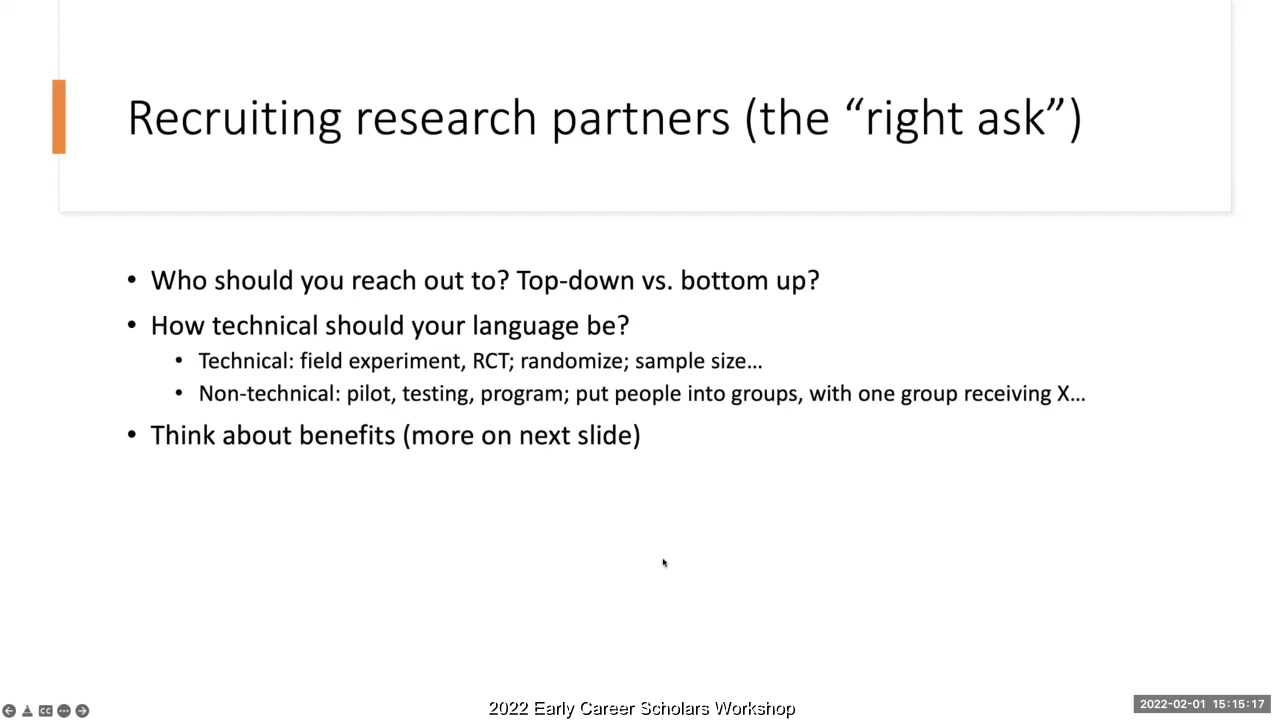 Recruiting research partners (the “right ask”)
• Who should you reach out to? Top-down vs. bottom up?
• How technical should your language be?
• Technical: field experiment, RCT; randomize; sample size…
• Non-technical: pilot, testing, program; put people into groups, with one group receiving X…
• Think about benefits (more on next slide)
CC
2022 Early Career Scholars Workshop
2022-02-01 15:15:17